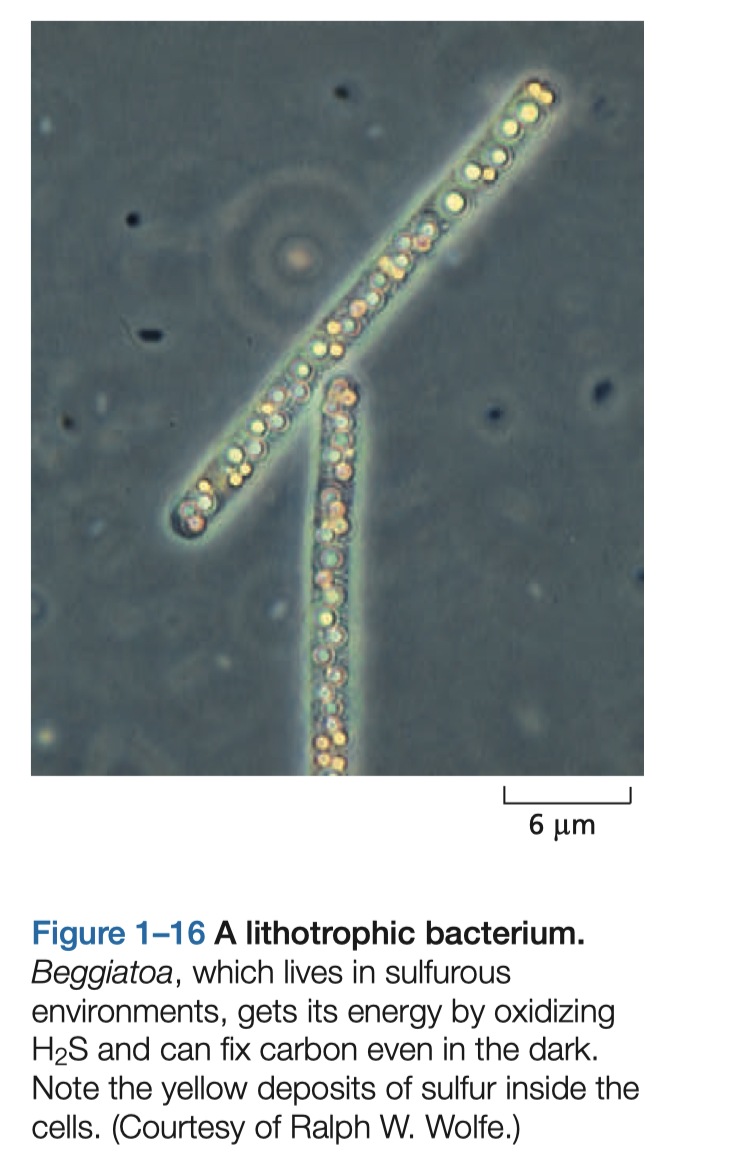 6 μm
Figure 1–16 A lithotrophic bacterium.
Beggiatoa, which lives in sulfurous
environments, gets its energy by oxidizing
H₂S and can fix carbon even in the dark.
Note the yellow deposits of sulfur inside the
cells. (Courtesy of Ralph W. Wolfe.)